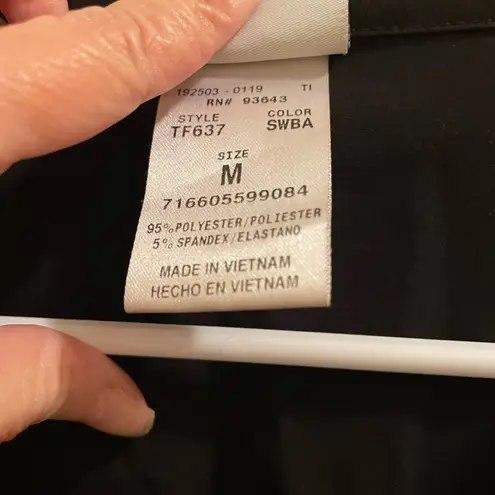 192503 - 0119 TI
RN# 93643
STYLE COLOR
TF637 SWBA
SIZE
M
716605599084
95% POLYESTER/POLIESTER
5% SPANDEX/ELASTANO
MADE IN VIETNAM
HECHO EN VIETNAM